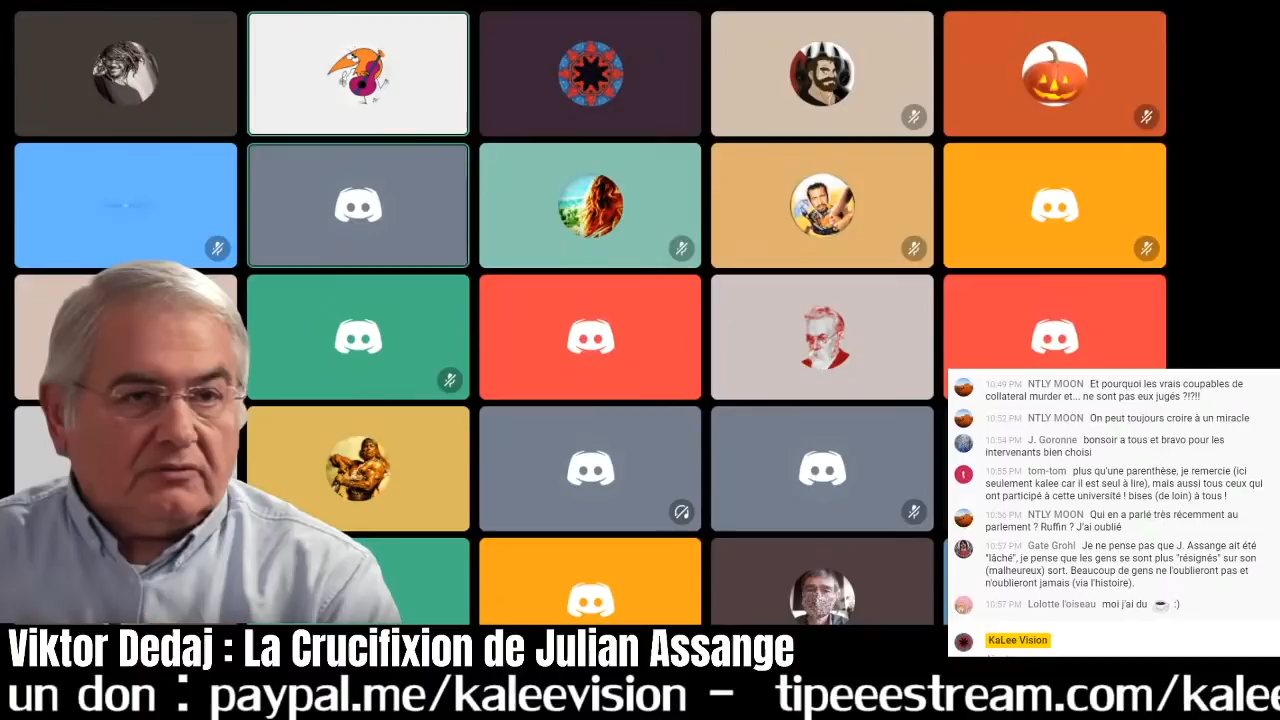 10:49 PM NTLY MOON Et pourquoi les vrais coupables de
collateral murder et... ne sont pas eux jugés ?!?!!
10:52 PM NTLY MOON On peut toujours croire à un miracle
10:54 PM J. Goronne bonsoir a tous et bravo pour les
intervenants bien choisi
t
10:55 PM tom-tom plus qu'une parenthèse, je remercie (ici
seulement kalee car il est seul à lire), mais aussi tous ceux qui
ont participé à cette université ! bises (de loin) à tous !
10:56 PM NTLY MOON Qui en a parlé très récemment au
parlement ? Ruffin ? J'ai oublié
10:57 PM Gate Grohl Je ne pense pas que J. Assange ait été
"lâché", je pense que les gens se sont plus "résignés" sur son
(malheureux) sort. Beaucoup de gens ne l'oublieront pas et
n'oublieront jamais (via l'histoire).
10:57 PM Lolotte l'oiseau moi j'ai du ☕ :)
KaLee Vision
Viktor Dedaj : La Crucifixion de Julian Assange
un don : paypal.me/kaleevision - tipeeestream.com/kalee